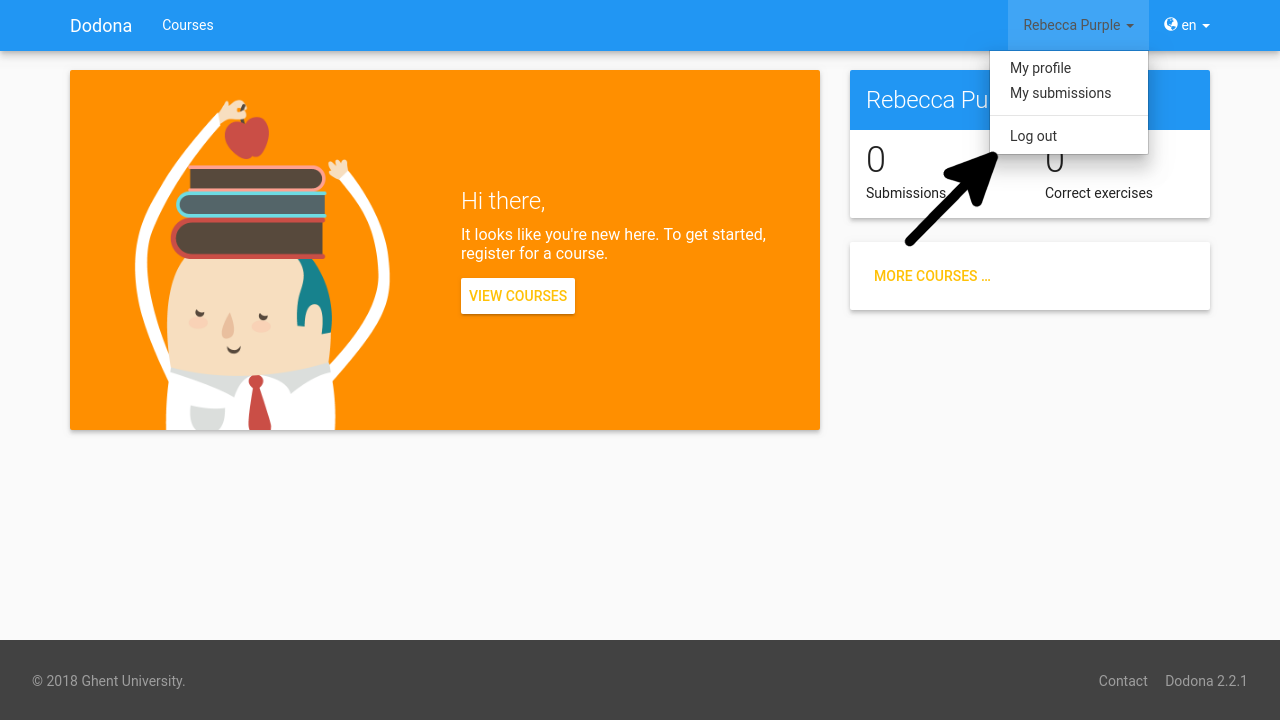 Dodona
Courses
Rebecca Purple
en
My profile
My submissions
Log out
Rebecca Pu
0
Submissions
0
Correct exercises
Hi there,
It looks like you're new here. To get started,
register for a course.
VIEW COURSES
MORE COURSES …
© 2018 Ghent University.
Contact
Dodona 2.2.1